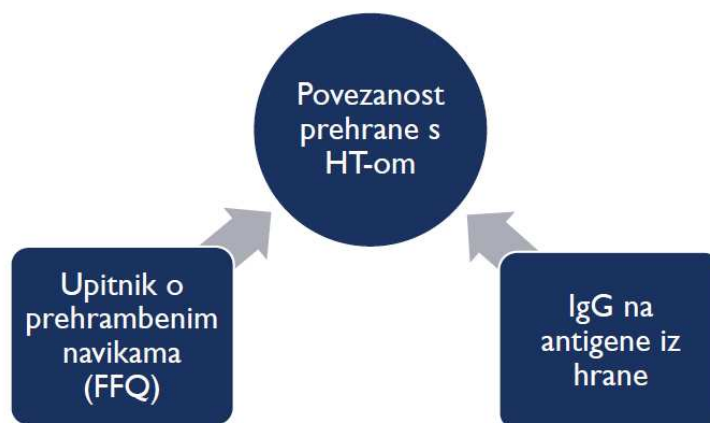 Povezanost
prehrane s
HT-om
Upitnik o
prehrambenim
navikama
(FFQ)
IgG na
antigene iz
hrane